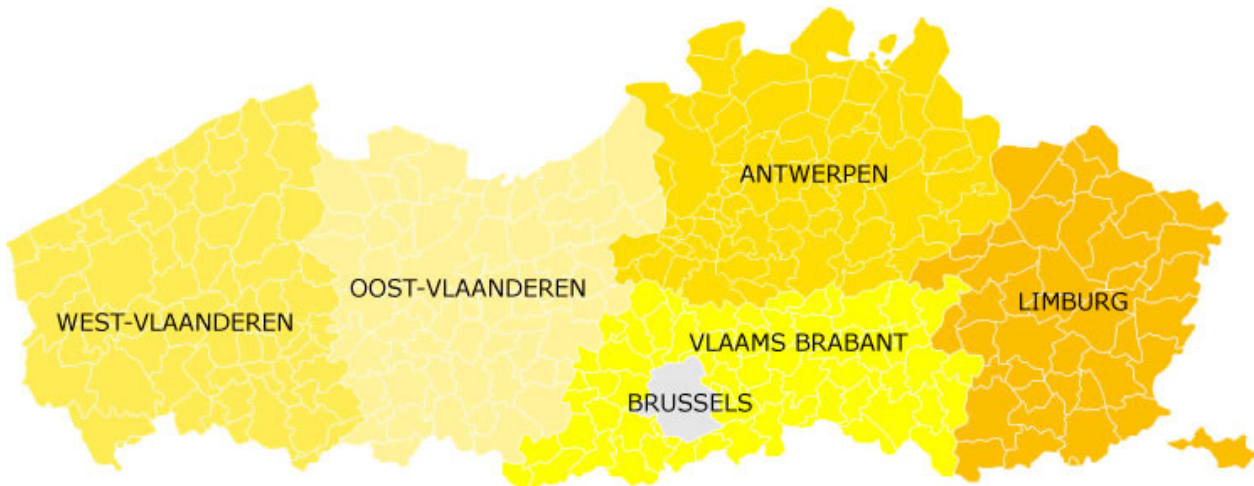 ANTWERPEN
OOST-VLAANDEREN
LIMBURG
WEST-VLAANDEREN
VLAAMS BRABANT
BRUSSELS